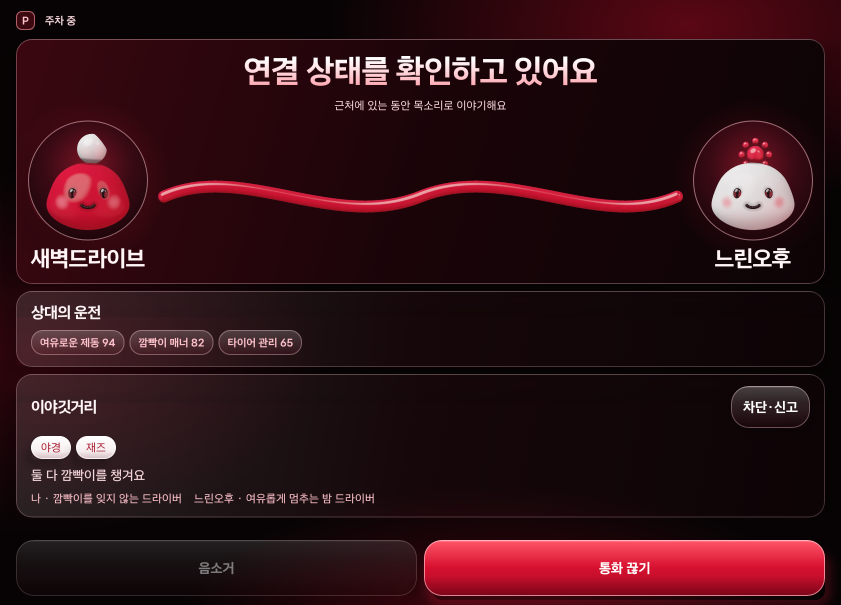 P 주차 중
연결 상태를 확인하고 있어요
근처에 있는 동안 목소리로 이야기해요
새벽드라이브
느린오후
상대의 운전
여유로운 제동 94 깜빡이 매너 82 타이어 관리 65
이야깃거리
차단·신고
야경 재즈
둘 다 깜빡이를 챙겨요
나 · 깜빡이를 잊지 않는 드라이버 느린오후 · 여유롭게 멈추는 밤 드라이버
음소거
통화 끊기